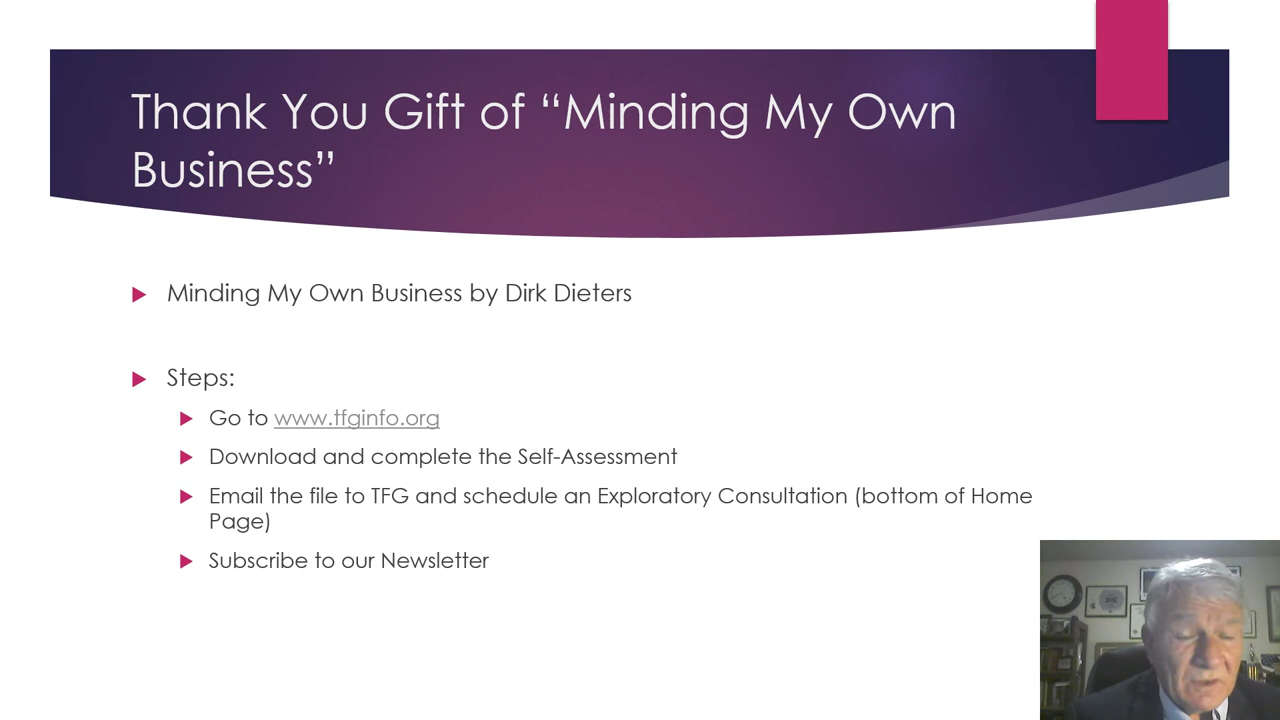 Thank You Gift of “Minding My Own
Business”
Minding My Own Business by Dirk Dieters
Steps:
Go to www.tfginfo.org
Download and complete the Self-Assessment
Email the file to TFG and schedule an Exploratory Consultation (bottom of Home
Page)
Subscribe to our Newsletter